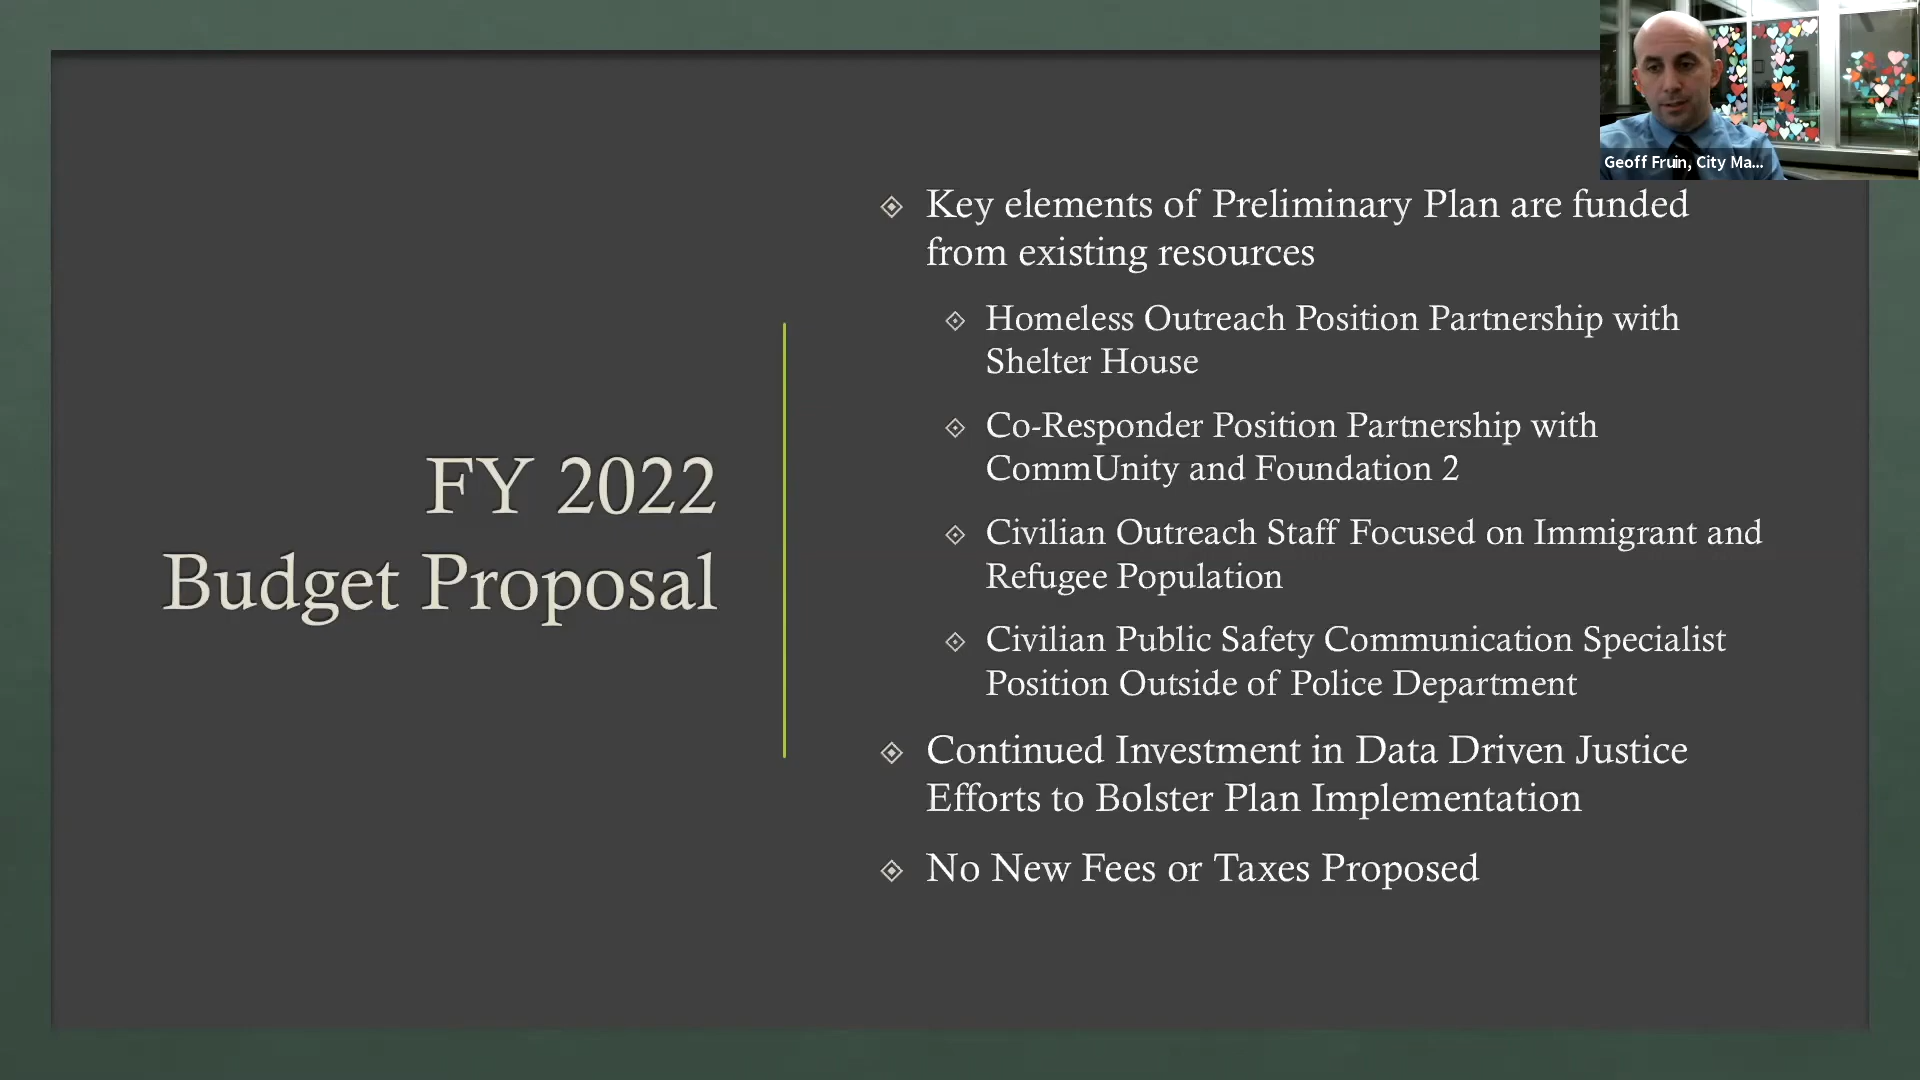 Geoff Fruin, City Ma...
FY 2022
Budget Proposal
Key elements of Preliminary Plan are funded
from existing resources
Homeless Outreach Position Partnership with
Shelter House
Co-Responder Position Partnership with
CommUnity and Foundation 2
Civilian Outreach Staff Focused on Immigrant and
Refugee Population
Civilian Public Safety Communication Specialist
Position Outside of Police Department
Continued Investment in Data Driven Justice
Efforts to Bolster Plan Implementation
No New Fees or Taxes Proposed